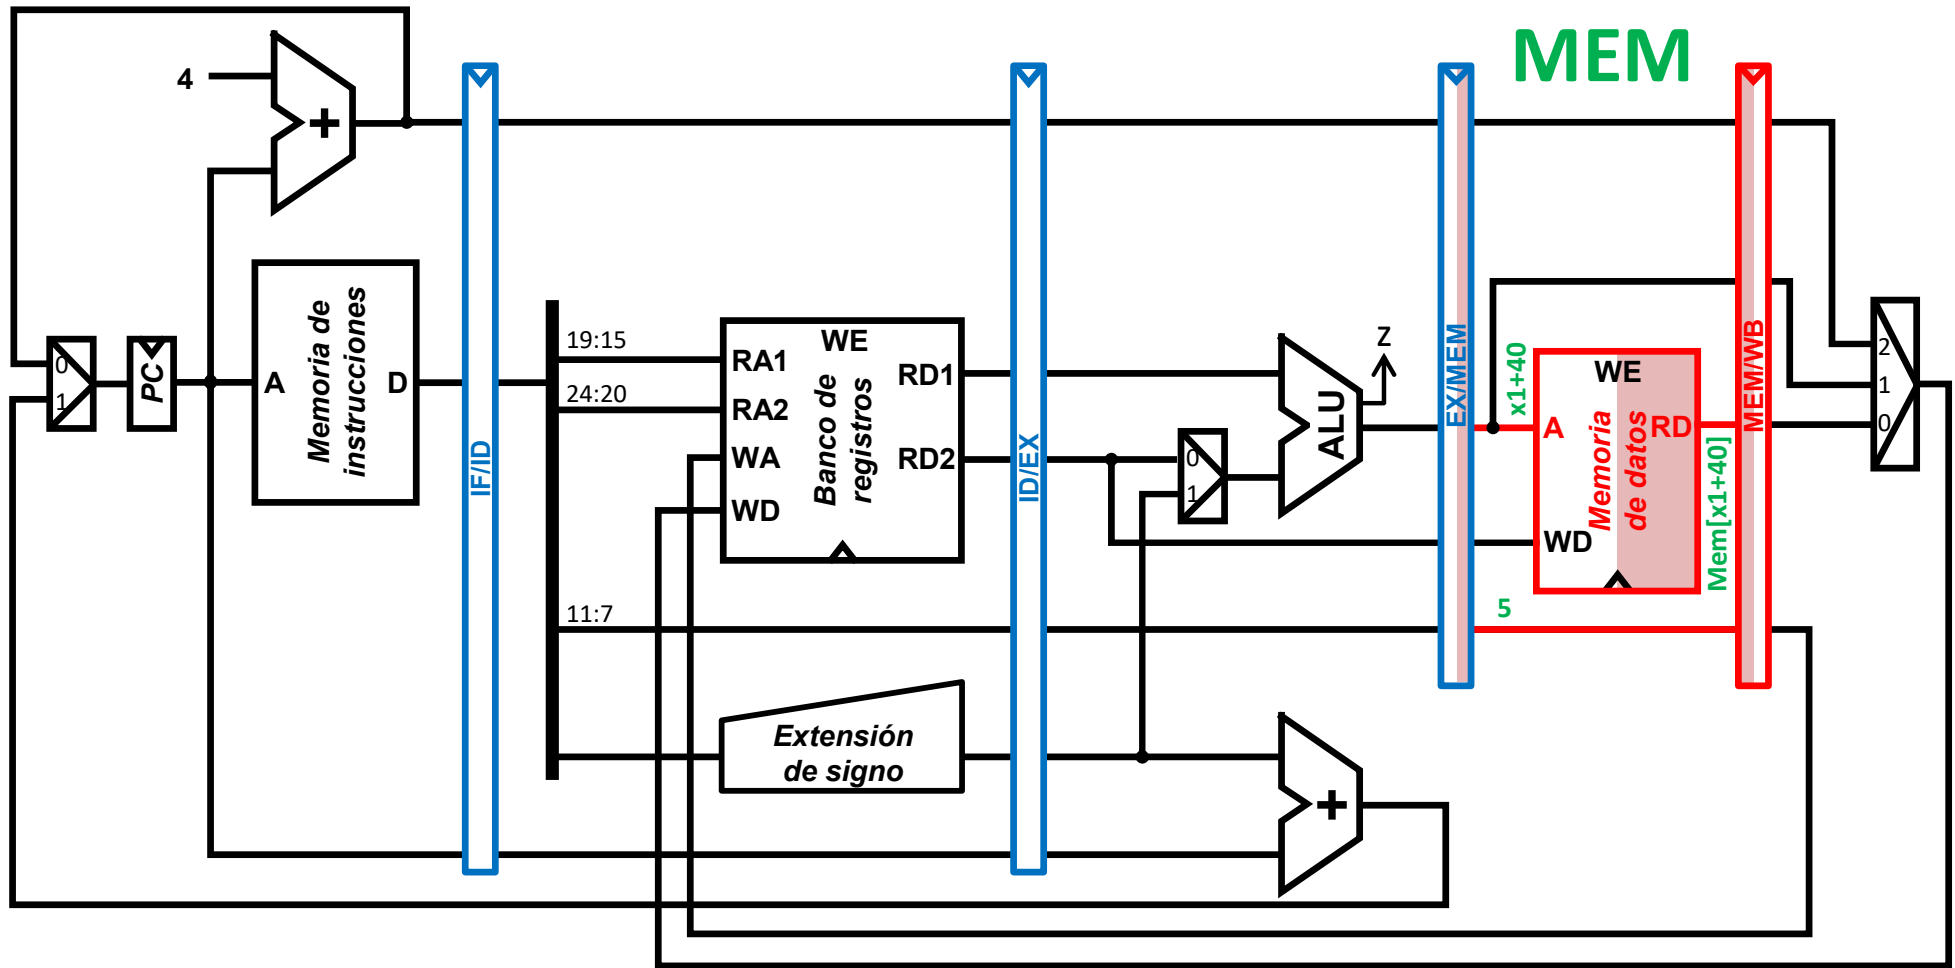 MEM
4
+
IF/ID
ID/EX
EX/MEM
MEM/WB
0
1
PC
A
Memoria de
instrucciones
D
19:15
24:20
11:7
RA1
RA2
WA
WD
WE
Banco de
registros
RD1
RD2
0
1
ALU
Z
x1+40
A
WE
WD
Memoria
de datos
RD
Mem[x1+40]
5
2
1
0
Extensión
de signo
+